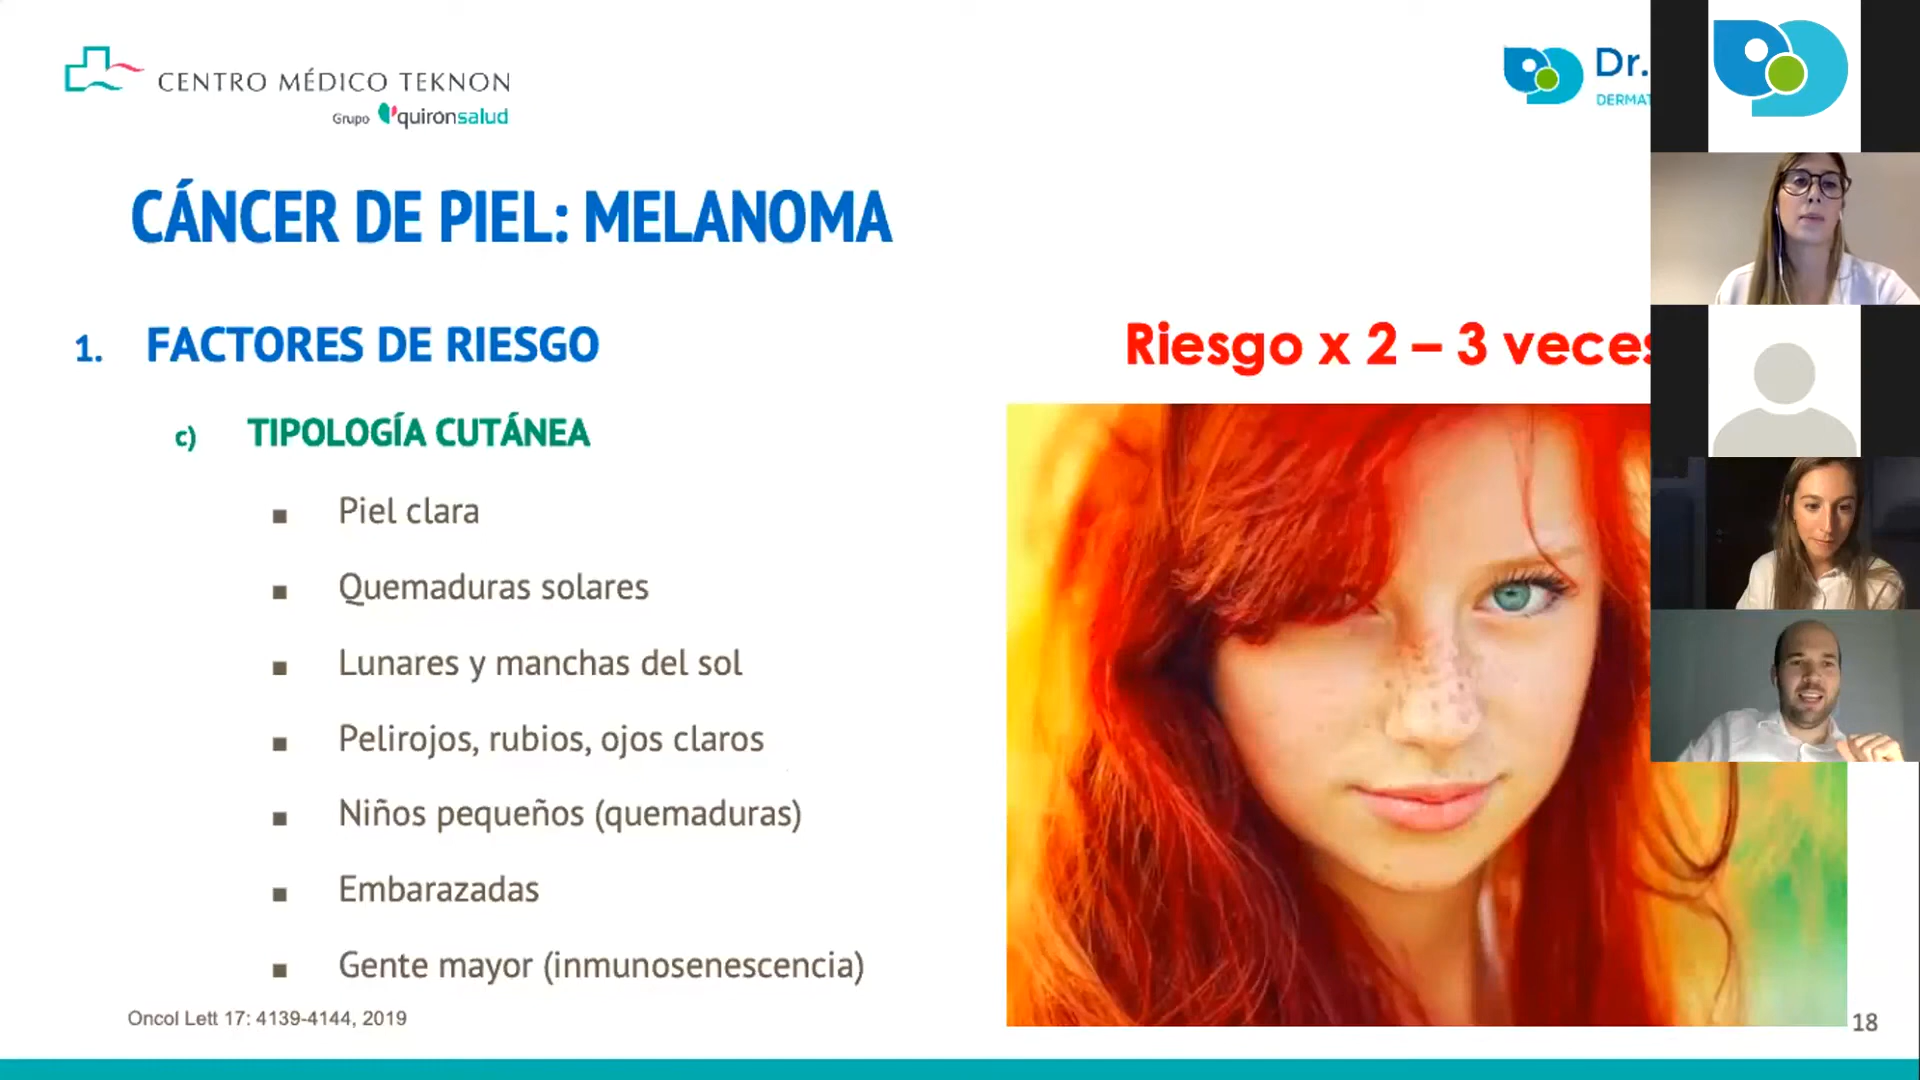 CENTRO MÉDICO TEKNON
Grupo quirónsalud
Dr.
CÁNCER DE PIEL: MELANOMA
1. FACTORES DE RIESGO
Riesgo x 2 – 3 veces
c) TIPOLOGÍA CUTÁNEA
▪ Piel clara
▪ Quemaduras solares
▪ Lunares y manchas del sol
▪ Pelirojos, rubios, ojos claros
▪ Niños pequeños (quemaduras)
▪ Embarazadas
▪ Gente mayor (inmunosenescencia)
Oncol Lett 17: 4139-4144, 2019
18